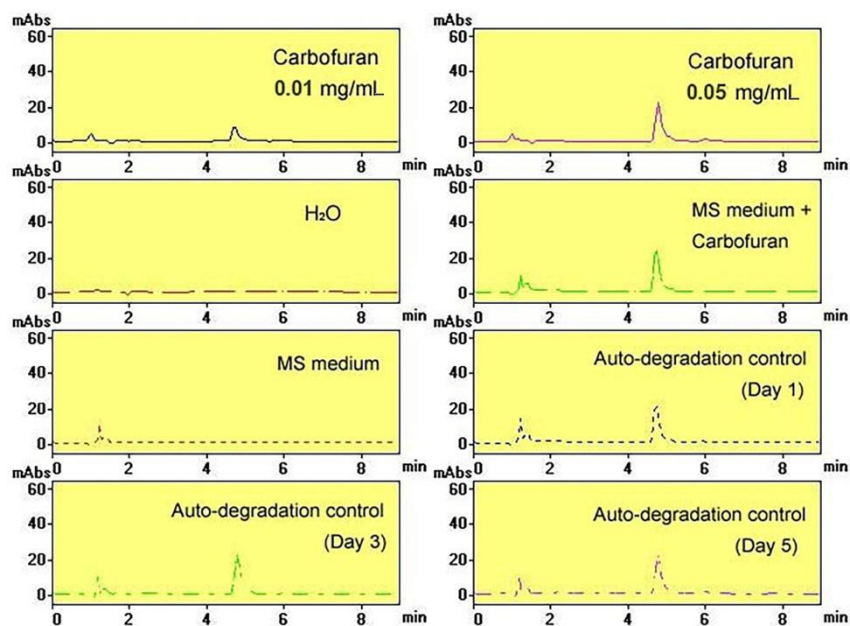 mAbs
60
40
20
0
Carbofuran
0.01 mg/mL
0 2 4 6 8 min
mAbs
60
40
20
0
Carbofuran
0.05 mg/mL
0 2 4 6 8 min
mAbs
60
40
20
0
H₂O
0 2 4 6 8 min
mAbs
60
40
20
0
MS medium +
Carbofuran
0 2 4 6 8 min
mAbs
60
40
20
0
MS medium
0 2 4 6 8 min
mAbs
60
40
20
0
Auto-degradation control
(Day 1)
0 2 4 6 8 min
mAbs
60
40
20
0
Auto-degradation control
(Day 3)
0 2 4 6 8 min
mAbs
60
40
20
0
Auto-degradation control
(Day 5)
0 2 4 6 8 min